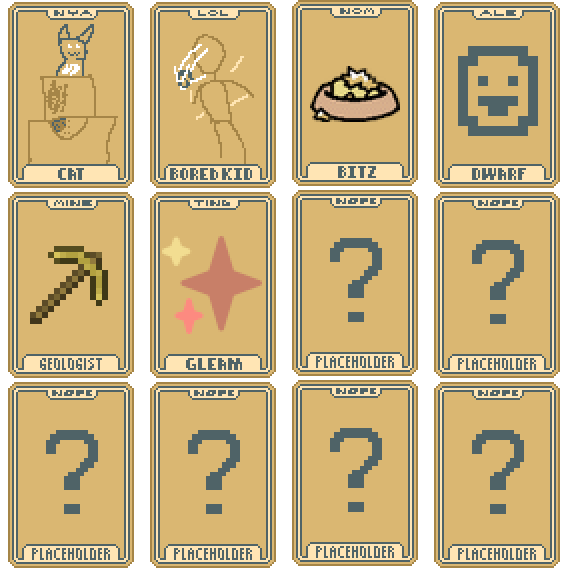 NYA
LOL
NOM
ALE
CAT
BORED KID
BITZ
DWARF
MINE
TING
NOPE
NOPE
GEOLOGIST
GLEAM
PLACEHOLDER
PLACEHOLDER
NOPE
NOPE
NOPE
NOPE
PLACEHOLDER
PLACEHOLDER
PLACEHOLDER
PLACEHOLDER